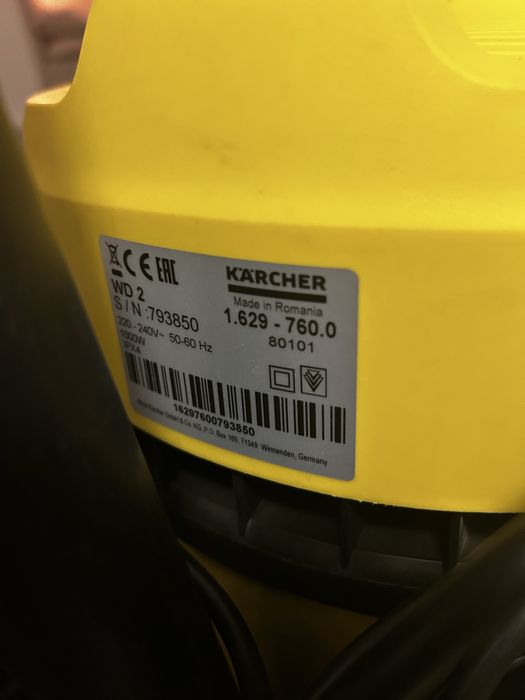 CE EAC
WD 2
S / N :793850
220 - 240V~ 50-60 Hz
1000W
IPX4
KÄRCHER
Made in Romania
1.629 - 760.0
80101
16297600793850
Alfred Kärcher GmbH & Co. KG, P.O. Box 160, 71349 Winnenden, Germany